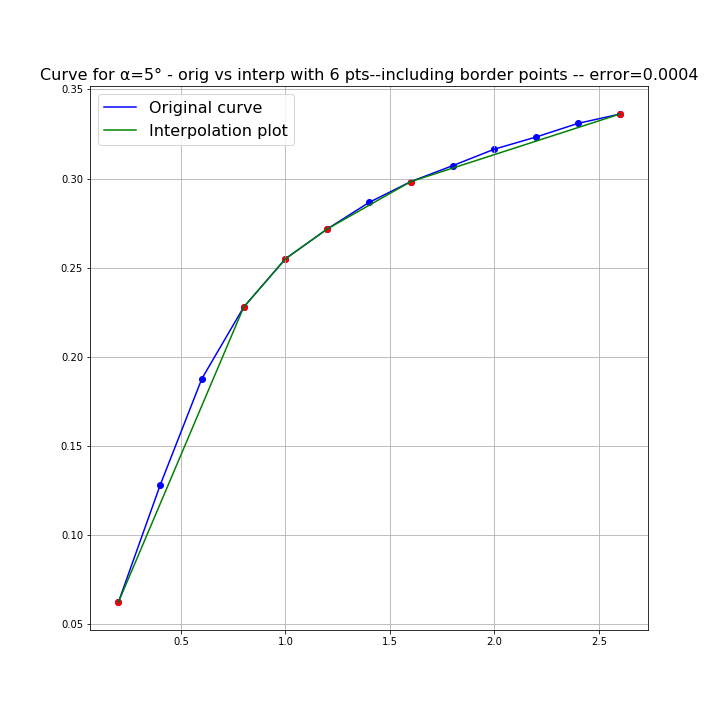 Curve for α=5° - orig vs interp with 6 pts--including border points -- error=0.0004
0.35
Original curve
Interpolation plot
0.30
0.25
0.20
0.15
0.10
0.05
0.5 1.0 1.5 2.0 2.5